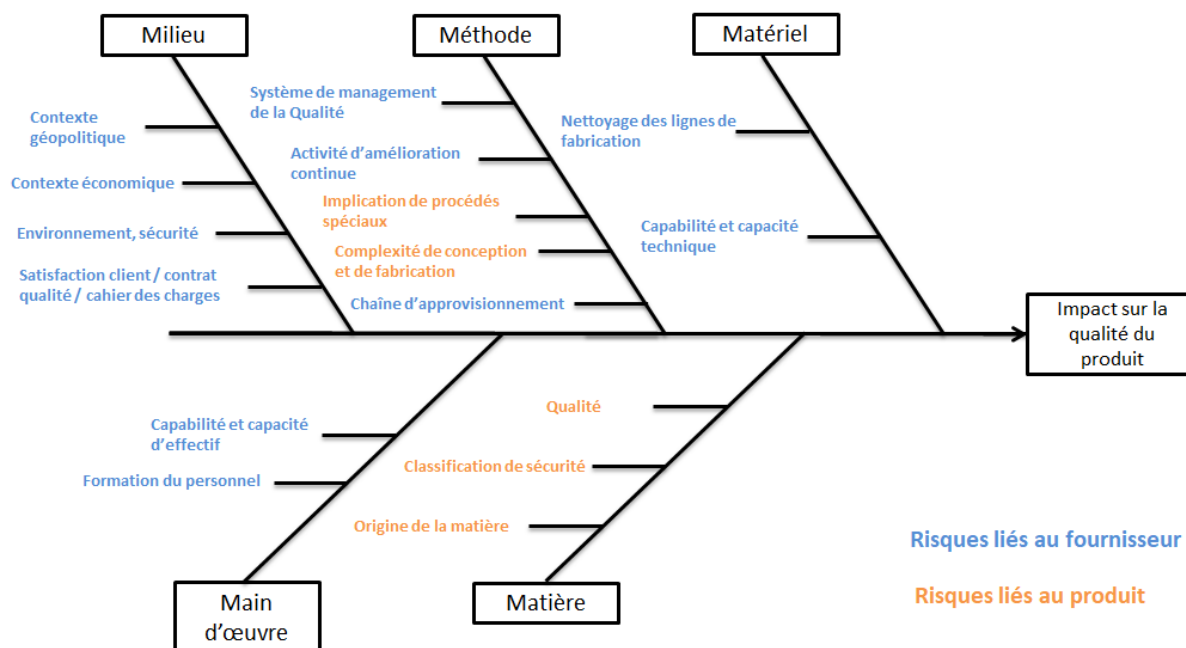 Milieu
Méthode
Matériel
Système de management
de la Qualité
Contexte
géopolitique
Nettoyage des lignes de
fabrication
Activité d'amélioration
continue
Contexte économique
Implication de procédés
spéciaux
Environnement, sécurité
Capabilité et capacité
technique
Complexité de conception
et de fabrication
Satisfaction client / contrat
qualité / cahier des charges
Chaîne d'approvisionnement
Impact sur la
qualité du
produit
Qualité
Capabilité et capacité
d'effectif
Classification de sécurité
Formation du personnel
Origine de la matière
Risques liés au fournisseur
Risques liés au produit
Main
d'œuvre
Matière